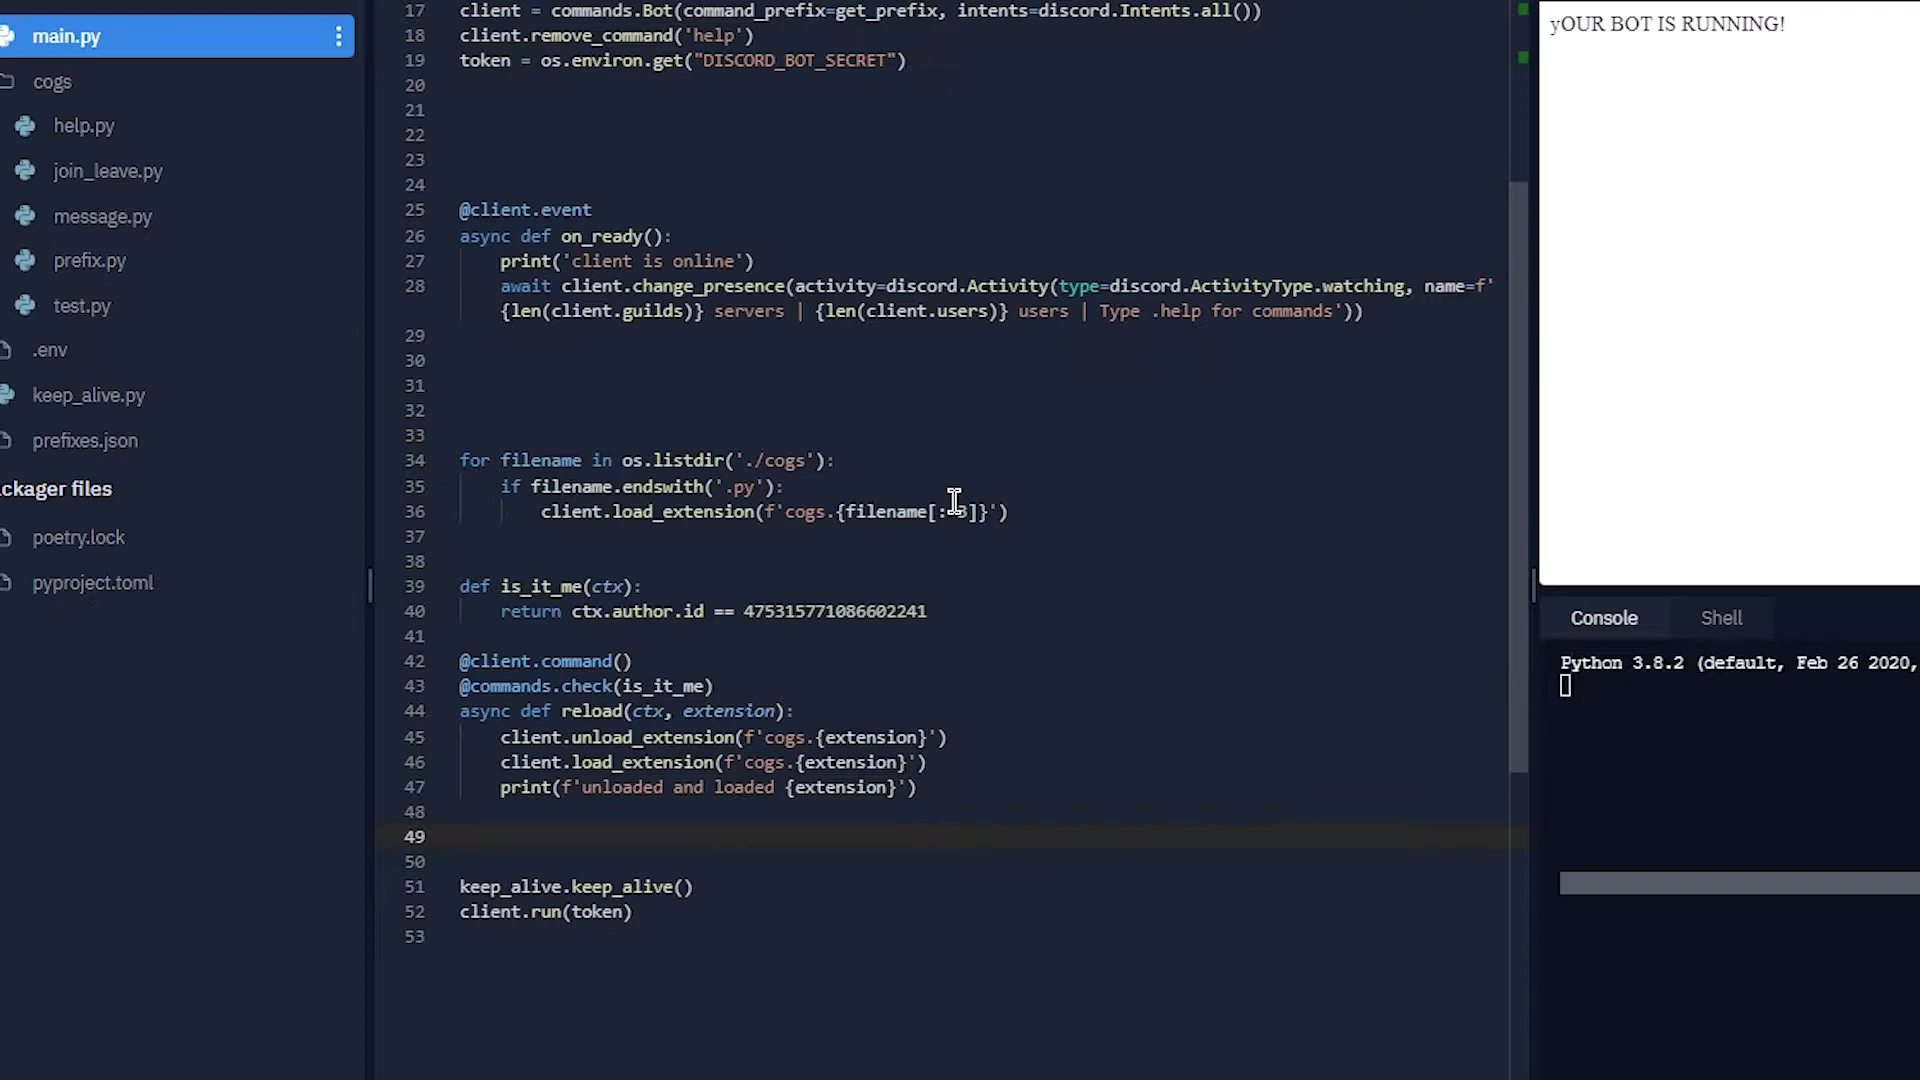 main.py
cogs
help.py
join_leave.py
message.py
prefix.py
test.py
.env
keep_alive.py
prefixes.json
ckager files
poetry.lock
pyproject.toml
17 client = commands.Bot(command_prefix=get_prefix, intents=discord.Intents.all())
18 client.remove_command('help')
19 token = os.environ.get("DISCORD_BOT_SECRET")
20
21
22
23
24
25 @client.event
26 async def on_ready():
27 print('client is online')
28 await client.change_presence(activity=discord.Activity(type=discord.ActivityType.watching, name=f'
{len(client.guilds)} servers | {len(client.users)} users | Type .help for commands'))
29
30
31
32
33
34 for filename in os.listdir('./cogs'):
35 if filename.endswith('.py'):
36 client.load_extension(f'cogs.{filename[:-3]}')
37
38
39 def is_it_me(ctx):
40 return ctx.author.id == 475315771086602241
41
42 @client.command()
43 @commands.check(is_it_me)
44 async def reload(ctx, extension):
45 client.unload_extension(f'cogs.{extension}')
46 client.load_extension(f'cogs.{extension}')
47 print(f'unloaded and loaded {extension}')
48
49
50
51 keep_alive.keep_alive()
52 client.run(token)
53
yOUR BOT IS RUNNING!
Console Shell
Python 3.8.2 (default, Feb 26 2020,